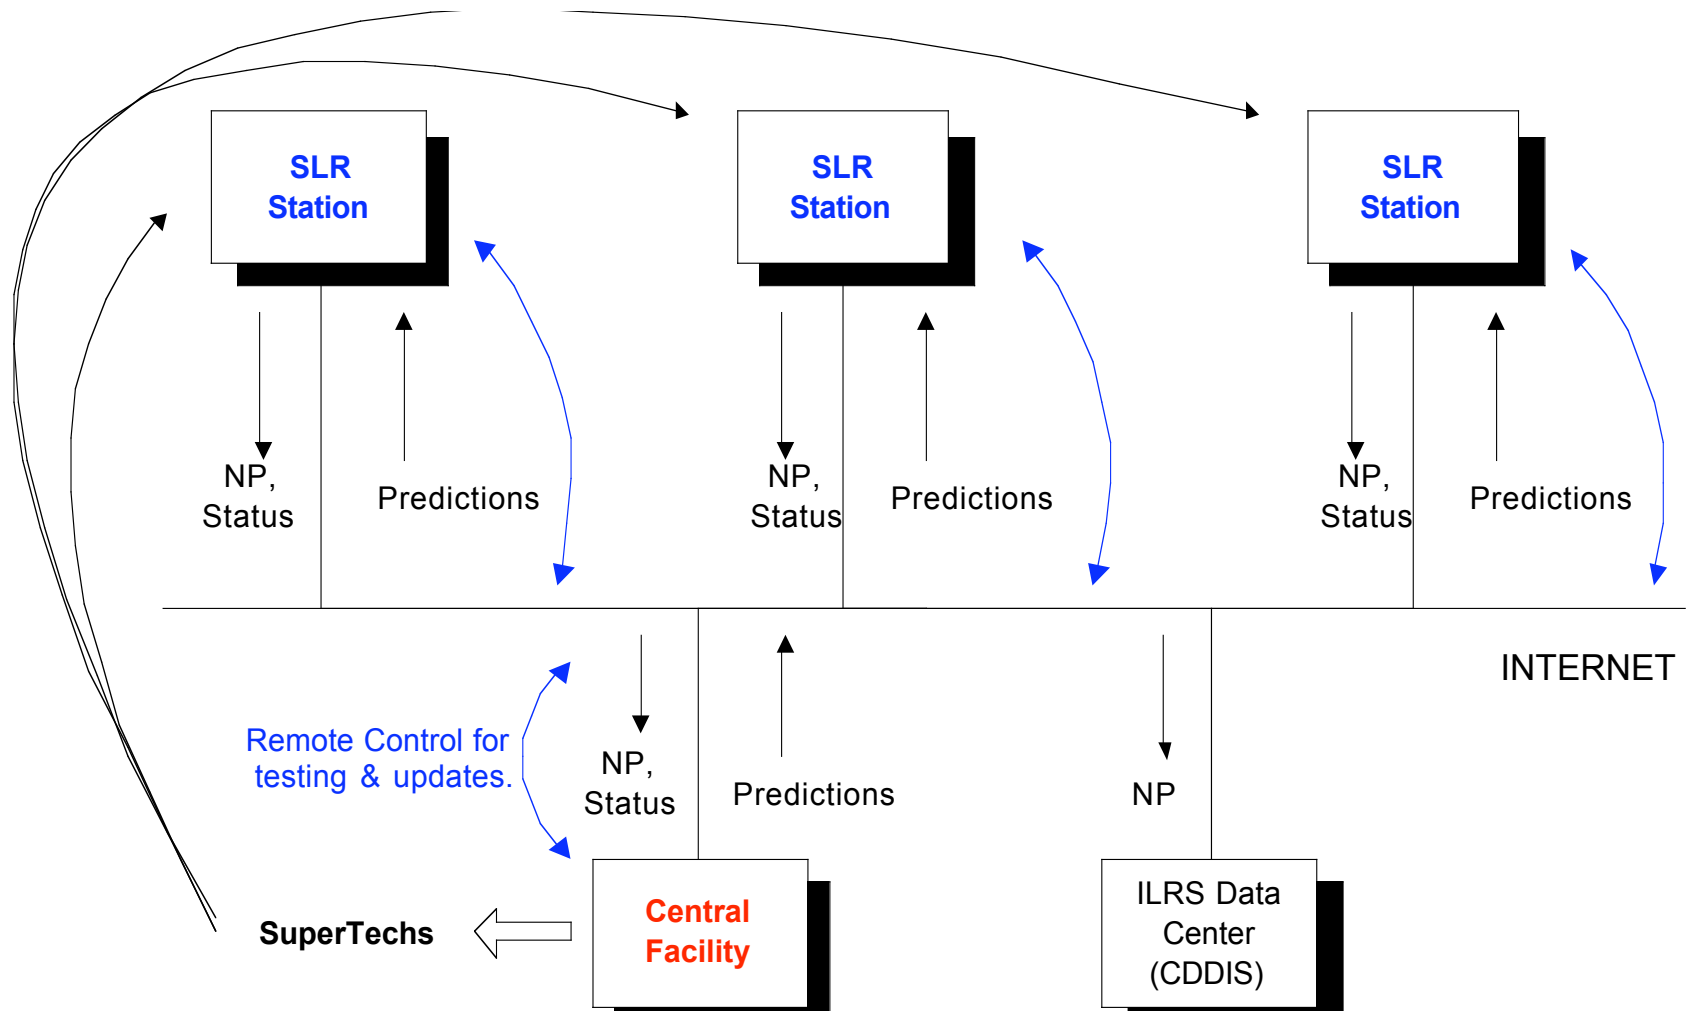 SLR
Station
SLR
Station
SLR
Station
NP,
Status
Predictions
NP,
Status
Predictions
NP,
Status
Predictions
INTERNET
Remote Control for
testing & updates.
NP,
Status
Predictions
NP
SuperTechs
Central
Facility
ILRS Data
Center
(CDDIS)